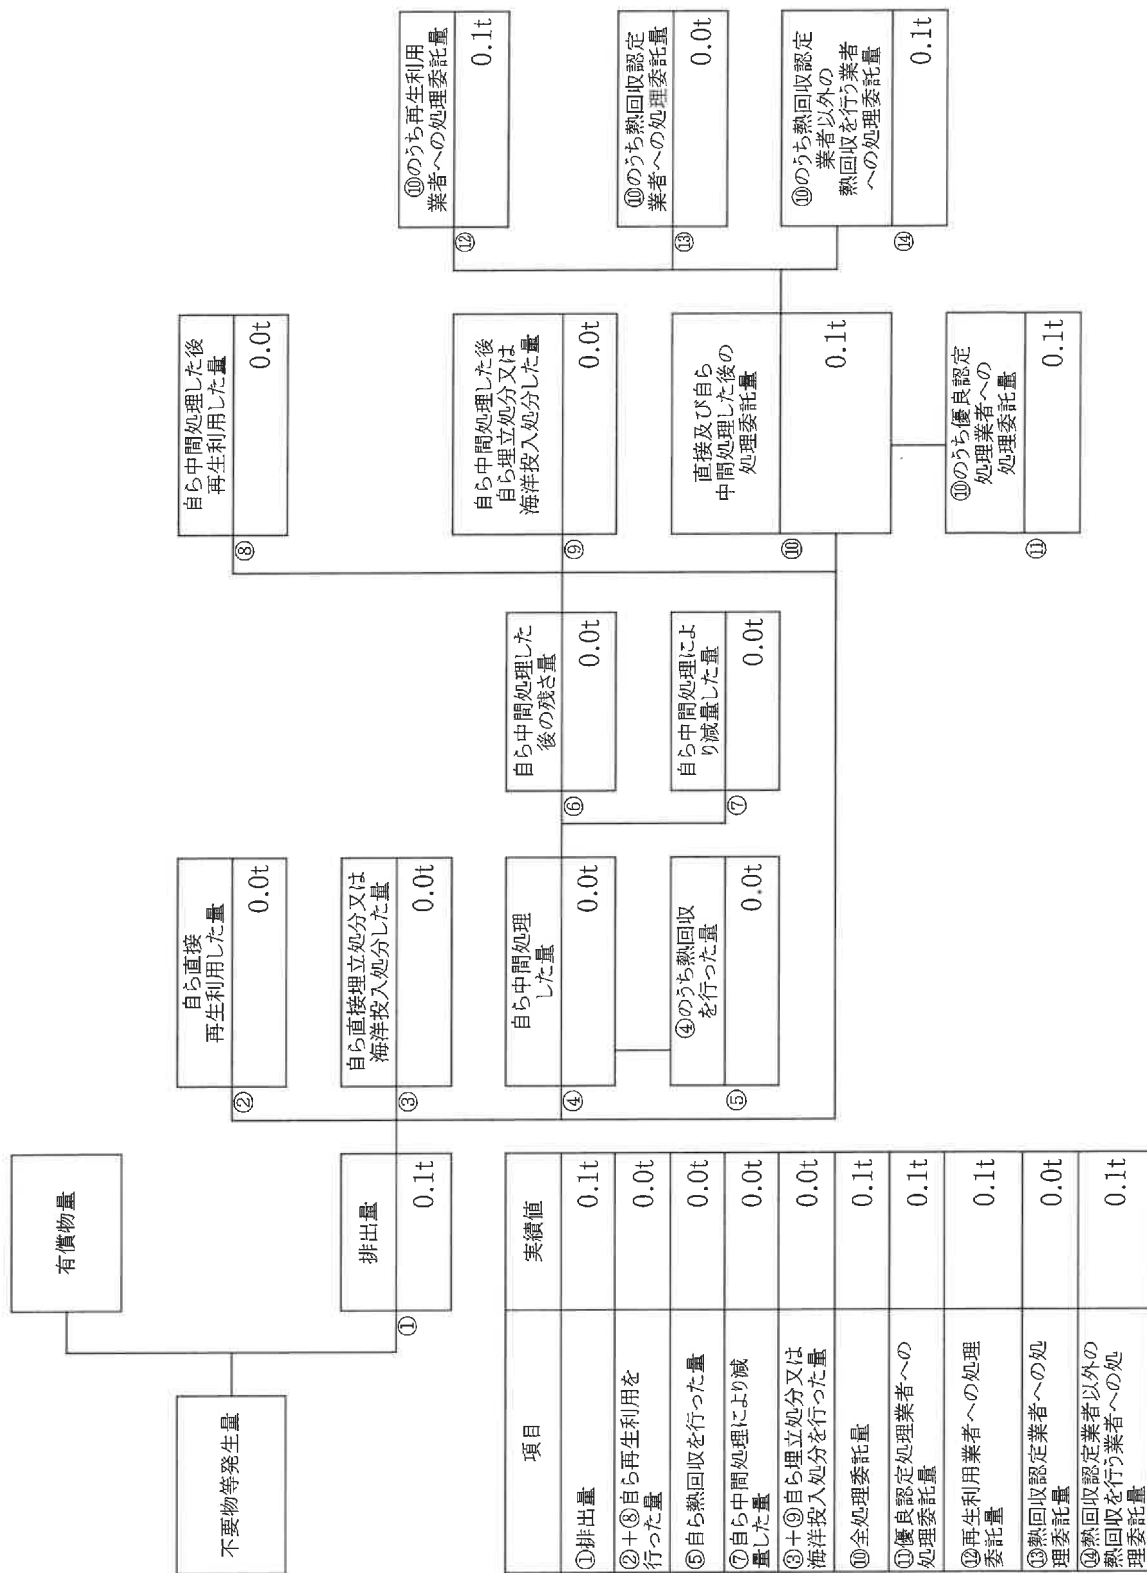 不要物等発生量
有償物量
排出量
①
0.1t
自ら直接
再生利用した量
②
0.0t
自ら直接埋立処分又は
海洋投入処分した量
③
0.0t
自ら中間処理
した量
④
0.0t
④のうち熱回収
を行った量
⑤
0.0t
自ら中間処理した
後の残さ量
⑥
0.0t
自ら中間処理によ
り減量した量
⑦
0.0t
自ら中間処理した後
再生利用した量
⑧
0.0t
自ら中間処理した後
自ら埋立処分又は
海洋投入処分した量
⑨
0.0t
直接及び自ら
中間処理した後の
処理委託量
⑩
0.1t
⑩のうち優良認定
処理業者への
処理委託量
⑪
0.1t
⑩のうち再生利用
業者への処理委託量
⑫
0.1t
⑩のうち熱回収認定
業者への処理委託量
⑬
0.0t
⑩のうち熱回収認定
業者以外の
熱回収を行う業者
への処理委託量
⑭
0.1t
項目
実績値
①排出量
0.1t
②+⑧自ら再生利用を
行った量
0.0t
⑤自ら熱回収を行った量
0.0t
⑦自ら中間処理により減
量した量
0.0t
③+⑨自ら埋立処分又は
海洋投入処分を行った量
0.0t
⑩全処理委託量
0.1t
⑪優良認定処理業者への
処理委託量
0.1t
⑫再生利用業者への処理
委託量
0.1t
⑬熱回収認定業者への処
理委託量
0.0t
⑭熱回収認定業者以外の
熱回収を行う業者への処
理委託量
0.1t